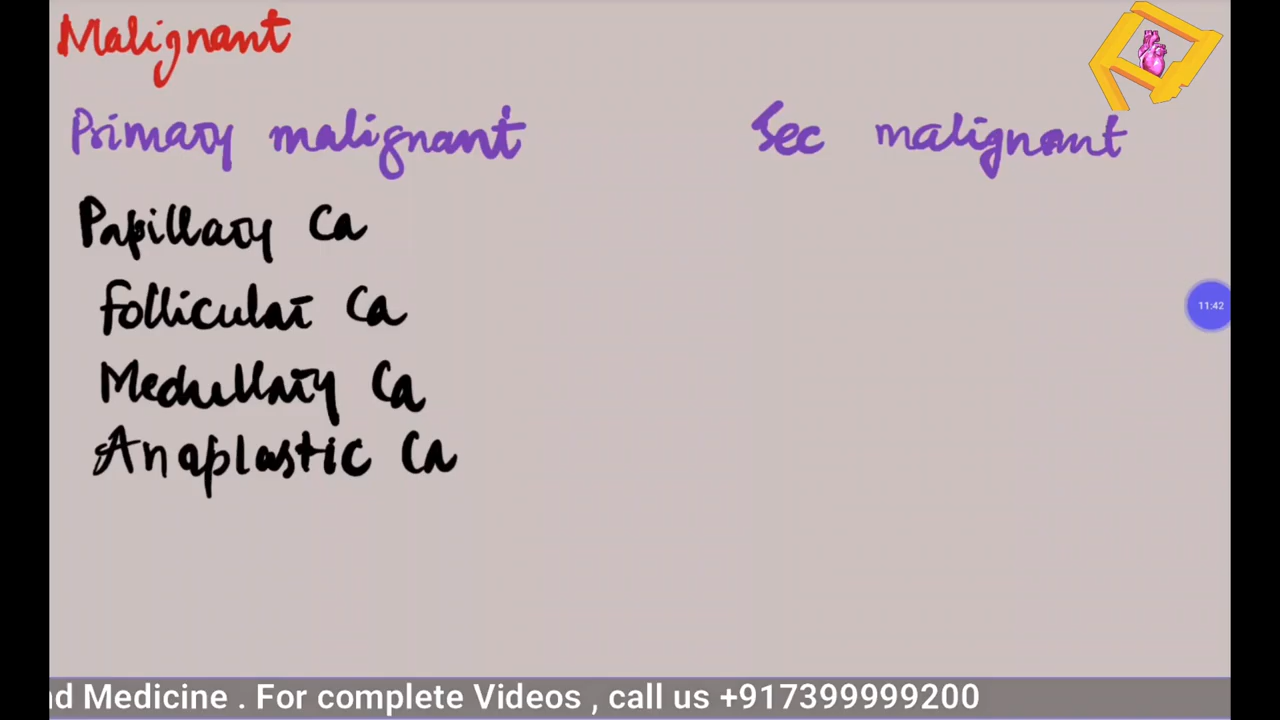 Malignant
Primary malignant
Sec malignant
Papillary Ca
Follicular Ca
Medullary Ca
Anaplastic Ca
11:42
nd Medicine . For complete Videos , call us +917399999200